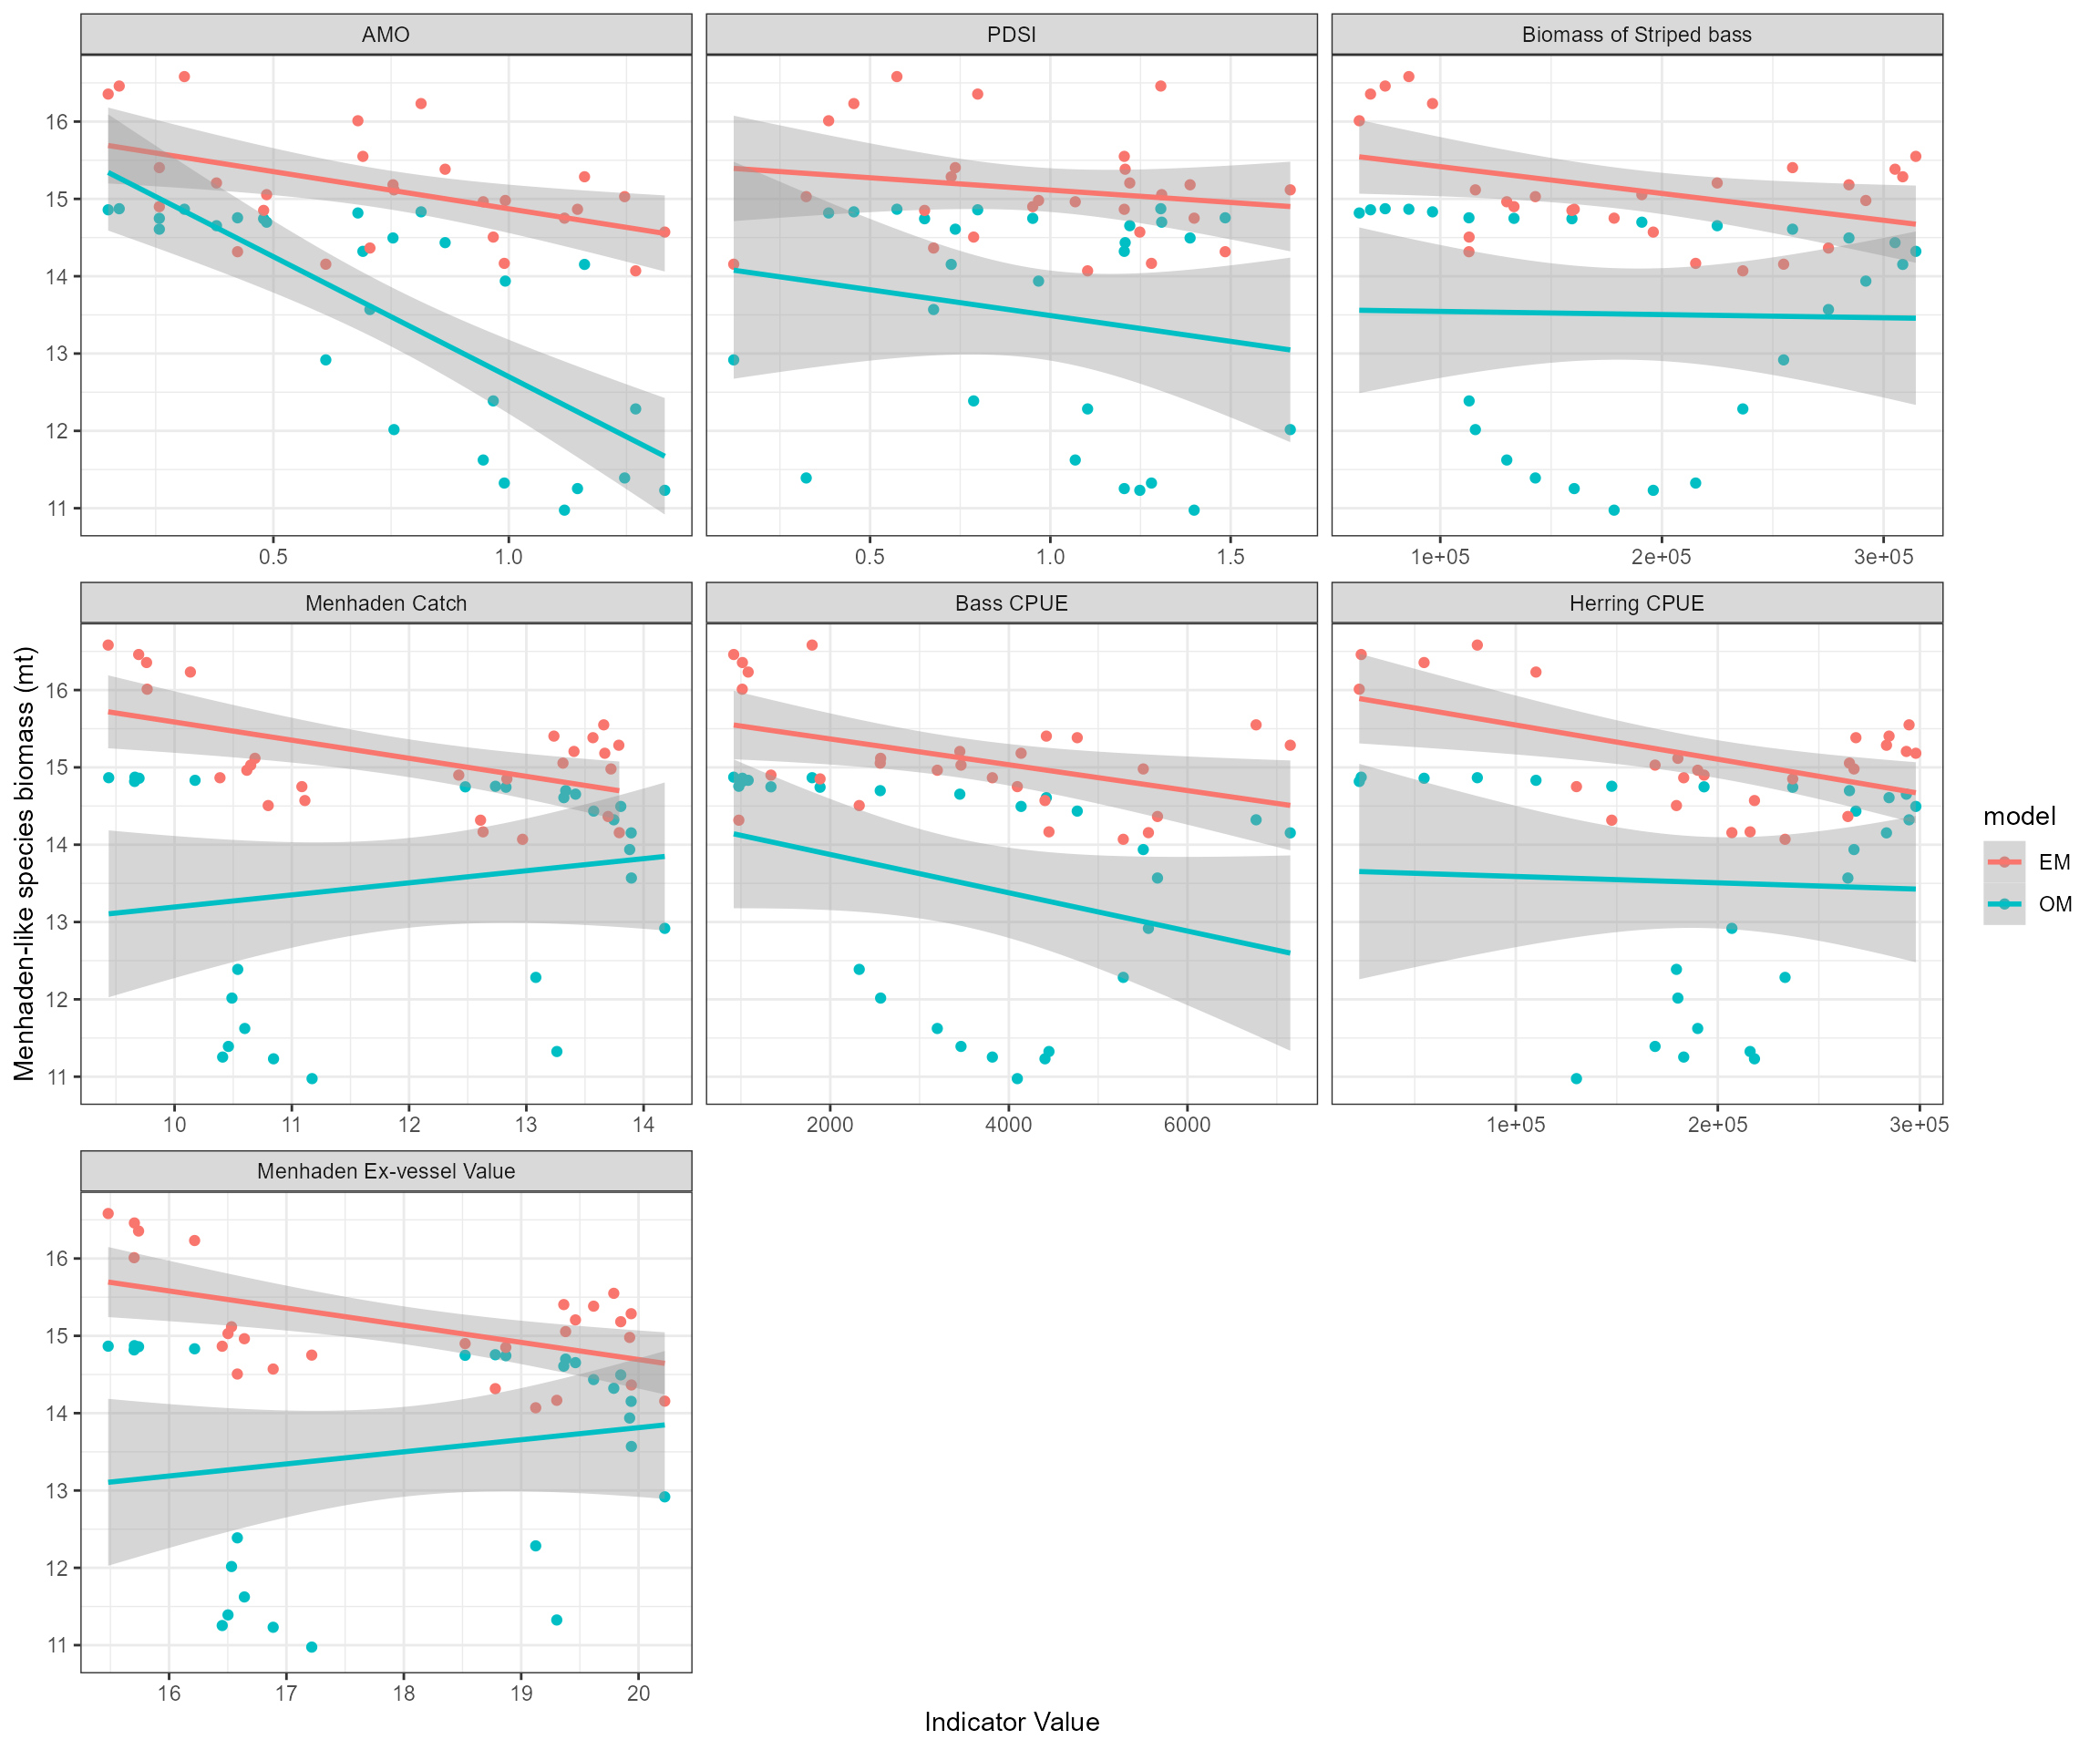 AMO
PDSI
Biomass of Striped bass
16
15
14
13
12
11
0.5 1.0
0.5 1.0 1.5
1e+05 2e+05 3e+05
Menhaden Catch
Bass CPUE
Herring CPUE
16
15
14
13
12
11
10 11 12 13 14
2000 4000 6000
1e+05 2e+05 3e+05
Menhaden Ex-vessel Value
16
15
14
13
12
11
16 17 18 19 20
Menhaden-like species biomass (mt)
Indicator Value
model
EM
OM